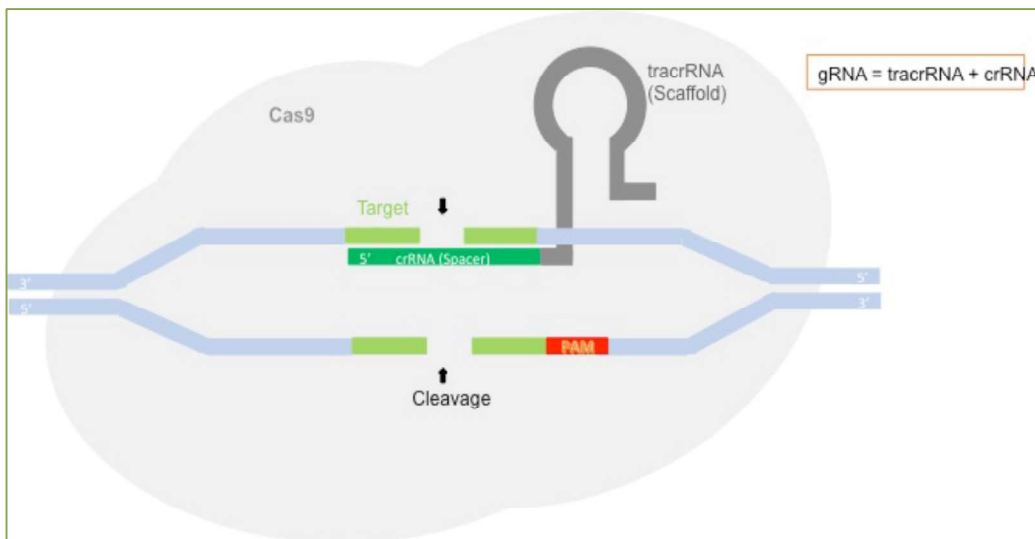 tracrRNA
(Scaffold)
gRNA = tracrRNA + crRNA
Cas9
Target
5' crRNA (Spacer)
3'
5'
5'
3'
PAM
Cleavage